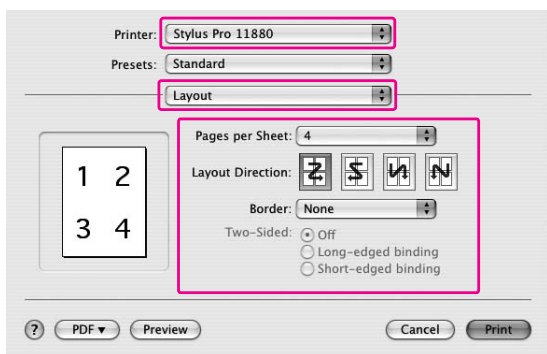 Printer: Stylus Pro 11880
Presets: Standard
Layout
Pages per Sheet: 4
Layout Direction:
Border: None
Two-Sided: Off
Long-edged binding
Short-edged binding
1 2
3 4
? PDF▼ Preview Cancel Print